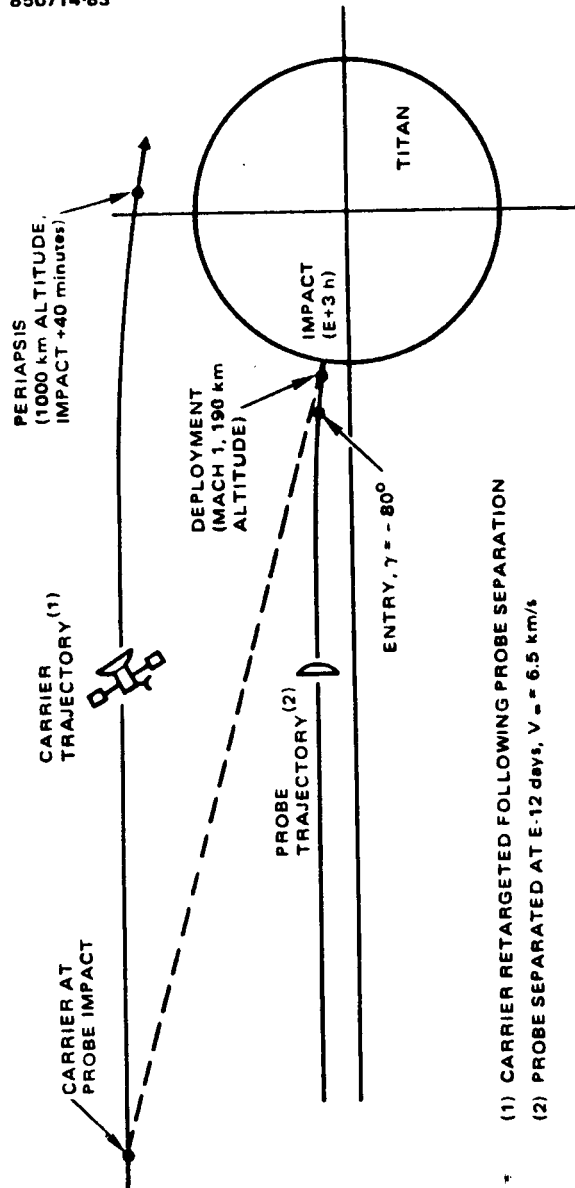 850714-83
PERIAPSIS
(1000 km ALTITUDE,
IMPACT +40 minutes)
TITAN
CARRIER
TRAJECTORY(1)
DEPLOYMENT
(MACH 1, 190 km
ALTITUDE)
IMPACT
(E+3 h)
CARRIER AT
PROBE IMPACT
PROBE
TRAJECTORY(2)
ENTRY, γ = - 80°
(1) CARRIER RETARGETED FOLLOWING PROBE SEPARATION
(2) PROBE SEPARATED AT E-12 days, V∞ = 6.5 km/s